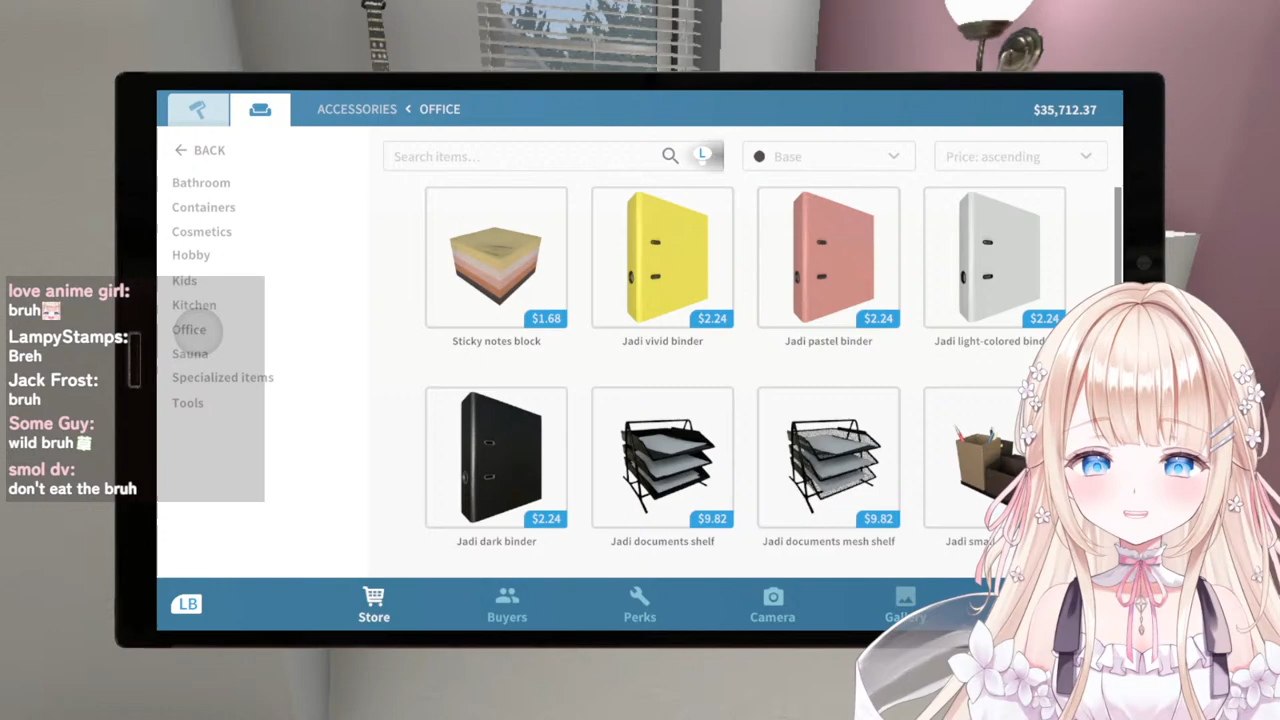 ACCESSORIES < OFFICE
$35,712.37
BACK
Search items...
L
Base
Price: ascending
Bathroom
Containers
Cosmetics
Hobby
Kids
Kitchen
Office
Sauna
Specialized items
Tools
love anime girl:
bruh
LampyStamps:
Breh
Jack Frost:
bruh
Some Guy:
wild bruh
smol dv:
don't eat the bruh
$1.68
Sticky notes block
$2.24
Jadi vivid binder
$2.24
Jadi pastel binder
$2.24
Jadi light-colored
$2.24
Jadi dark binder
$9.82
Jadi documents shelf
$9.82
Jadi documents mesh shelf
Jadi
LB
Store
Buyers
Perks
Camera
Gallery